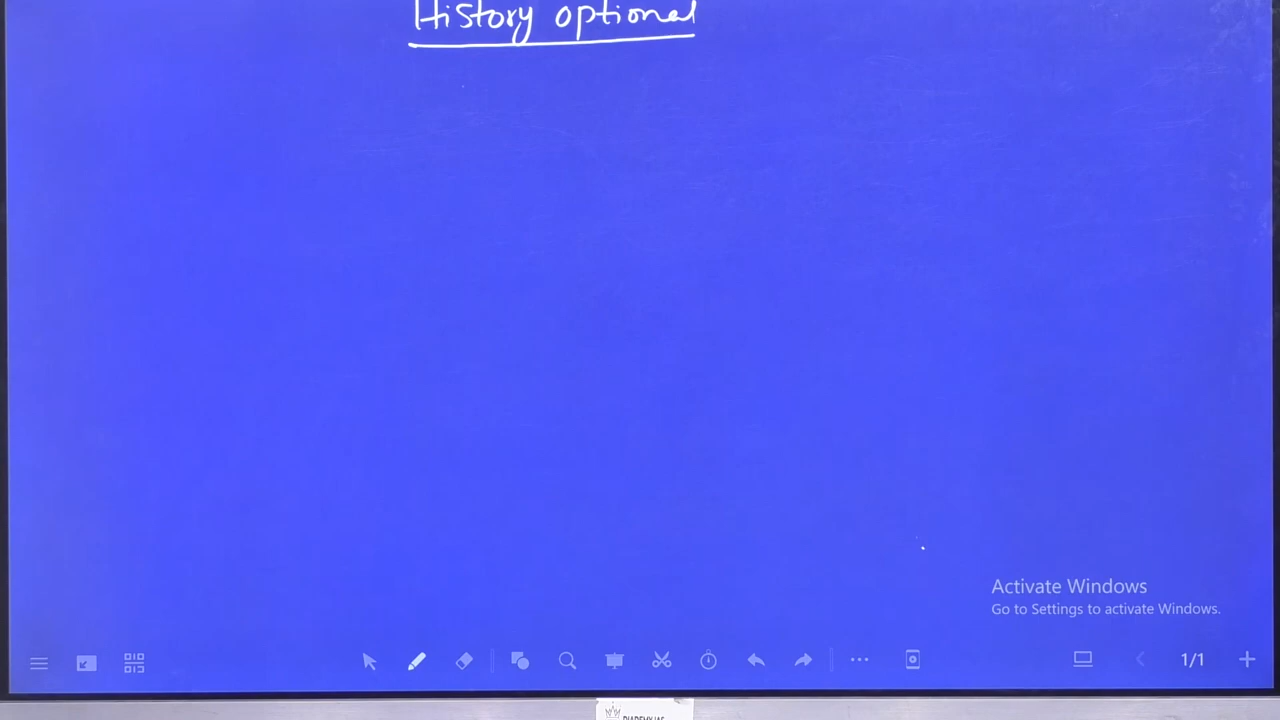 History optional
Activate Windows
Go to Settings to activate Windows.
1/1